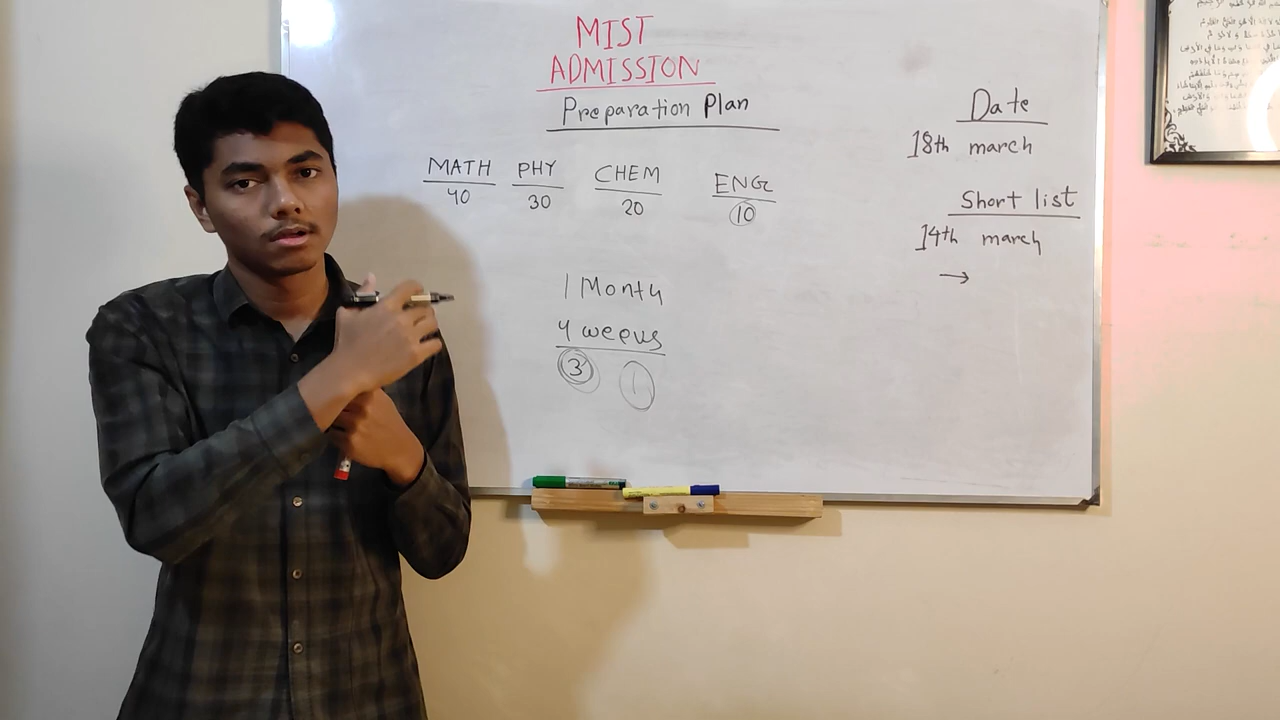 MIST
ADMISSION
Preparation Plan
MATH PHY CHEM ENG
40 30 20 10
1 Month
4 weeks
3 1
Date
18th march
Short list
14th march
→